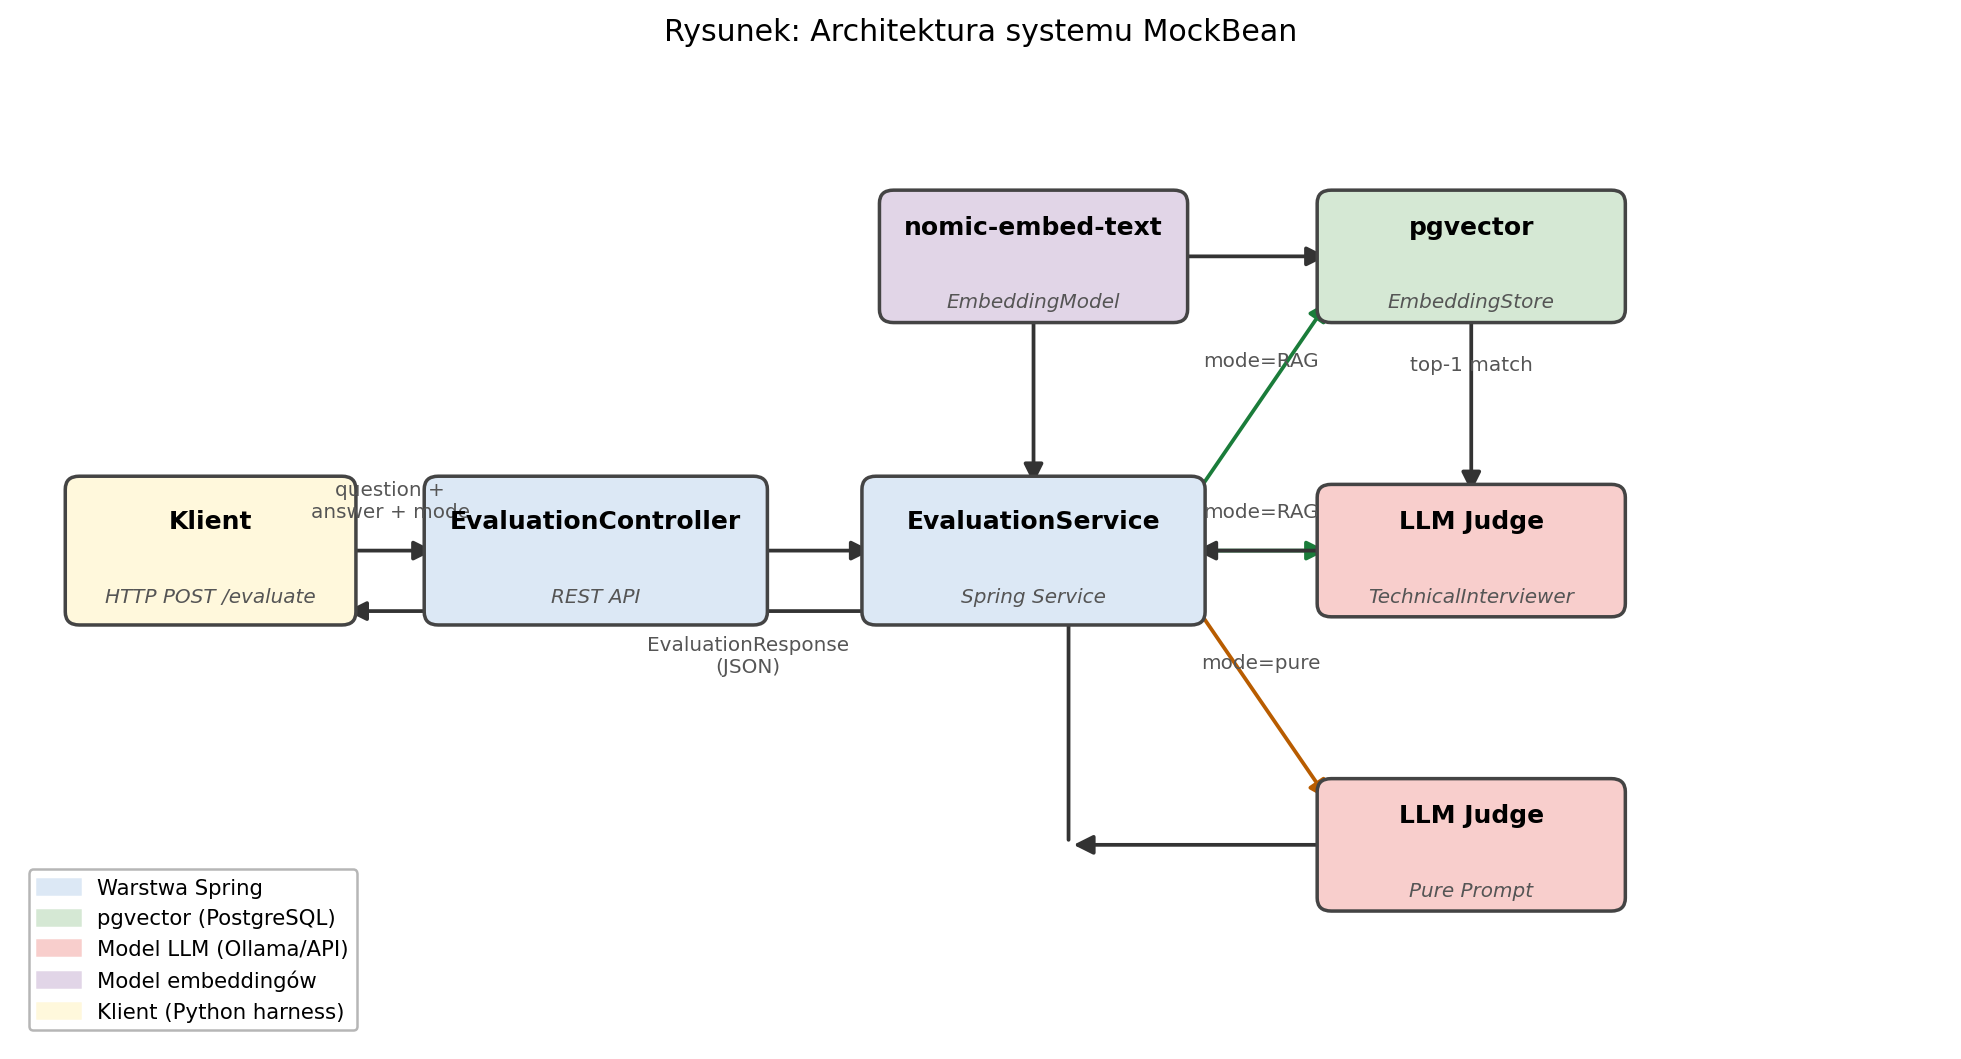 Rysunek: Architektura systemu MockBean
nomic-embed-text
EmbeddingModel
pgvector
EmbeddingStore
mode=RAG
top-1 match
Klient
HTTP POST /evaluate
question +
answer + mode
EvaluationController
REST API
EvaluationService
Spring Service
mode=RAG
LLM Judge
TechnicalInterviewer
EvaluationResponse
(JSON)
mode=pure
LLM Judge
Pure Prompt
Warstwa Spring
pgvector (PostgreSQL)
Model LLM (Ollama/API)
Model embeddingów
Klient (Python harness)